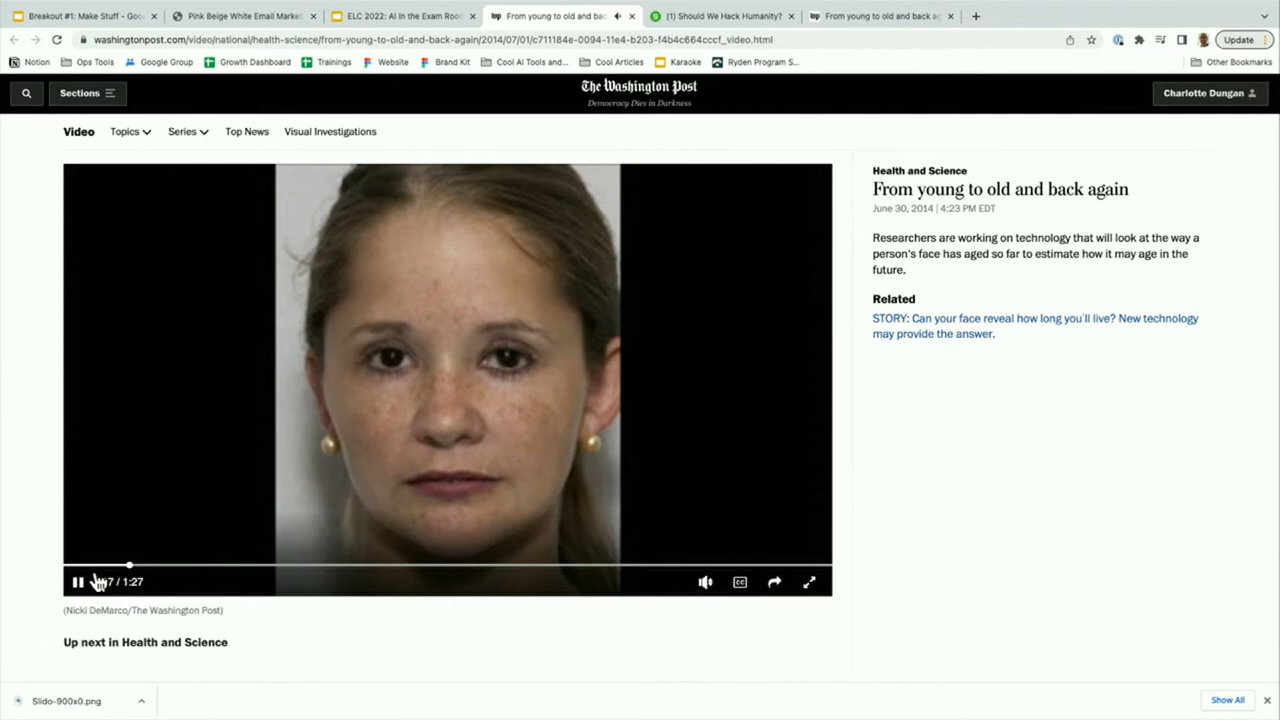 Breakout #1: Make Stuff - Goo
Pink Beige White Email Market
ELC 2022: AI In the Exam Roo
From young to old and bac
(1) Should We Hack Humanity?
From young to old and back ag
washingtonpost.com/video/national/health-science/from-young-to-old-and-back-again/2014/07/01/c711184e-0094-11e4-b203-f4b4c664cccf_video.html
Update
Notion
Ops Tools
Google Group
Growth Dashboard
Trainings
Website
Brand Kit
Cool AI Tools and...
Cool Articles
Karaoke
Ryden Program S...
Other Bookmarks
Sections
The Washington Post
Democracy Dies in Darkness
Charlotte Dungan
Video
Topics
Series
Top News
Visual Investigations
Health and Science
From young to old and back again
June 30, 2014 | 4:23 PM EDT
Researchers are working on technology that will look at the way a
person's face has aged so far to estimate how it may age in the
future.
Related
STORY: Can your face reveal how long you'll live? New technology
may provide the answer.
/ 1:27
CC
(Nicki DeMarco/The Washington Post)
Up next in Health and Science
Slido-900x0.png
Show All